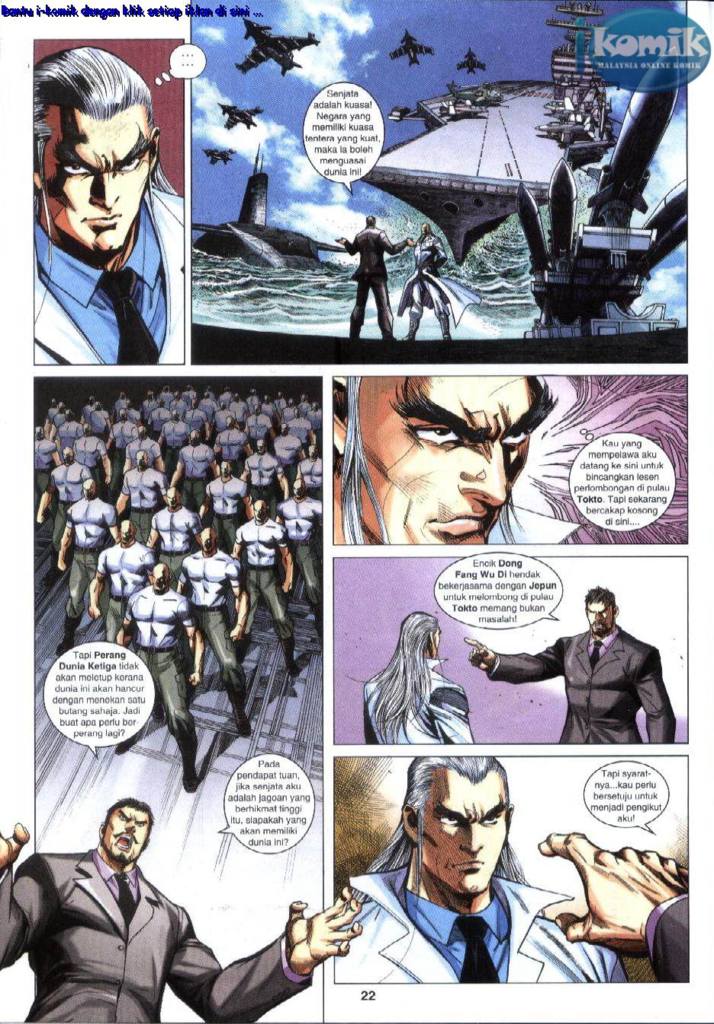 Bantu i-komik dengan klik setiap iklan di sini ...
ikomik
MALAYSIA ONLINE KOMIK
...
Senjata
adalah kuasa!
Negara yang
memiliki kuasa
tentera yang kuat,
maka ia boleh
menguasai
dunia ini!
Kau yang
mempelawa aku
datang ke sini untuk
bincangkan lesen
perlombongan di pulau
Tokto. Tapi sekarang
bercakap kosong
di sini....
Encik Dong
Fang Wu Di hendak
bekerjasama dengan Jepun
untuk melombong di pulau
Tokto memang bukan
masalah!
Tapi Perang
Dunia Ketiga tidak
akan meletup kerana
dunia ini akan hancur
dengan menekan satu
butang sahaja. Jadi
buat apa perlu ber-
perang lagi?
Pada
pendapat tuan,
jika senjata aku
adalah jagoan yang
berhikmat tinggi
itu, siapakah yang
akan memiliki
dunia ini?
Tapi syarat-
nya...kau perlu
bersetuju untuk
menjadi pengikut
aku!
22